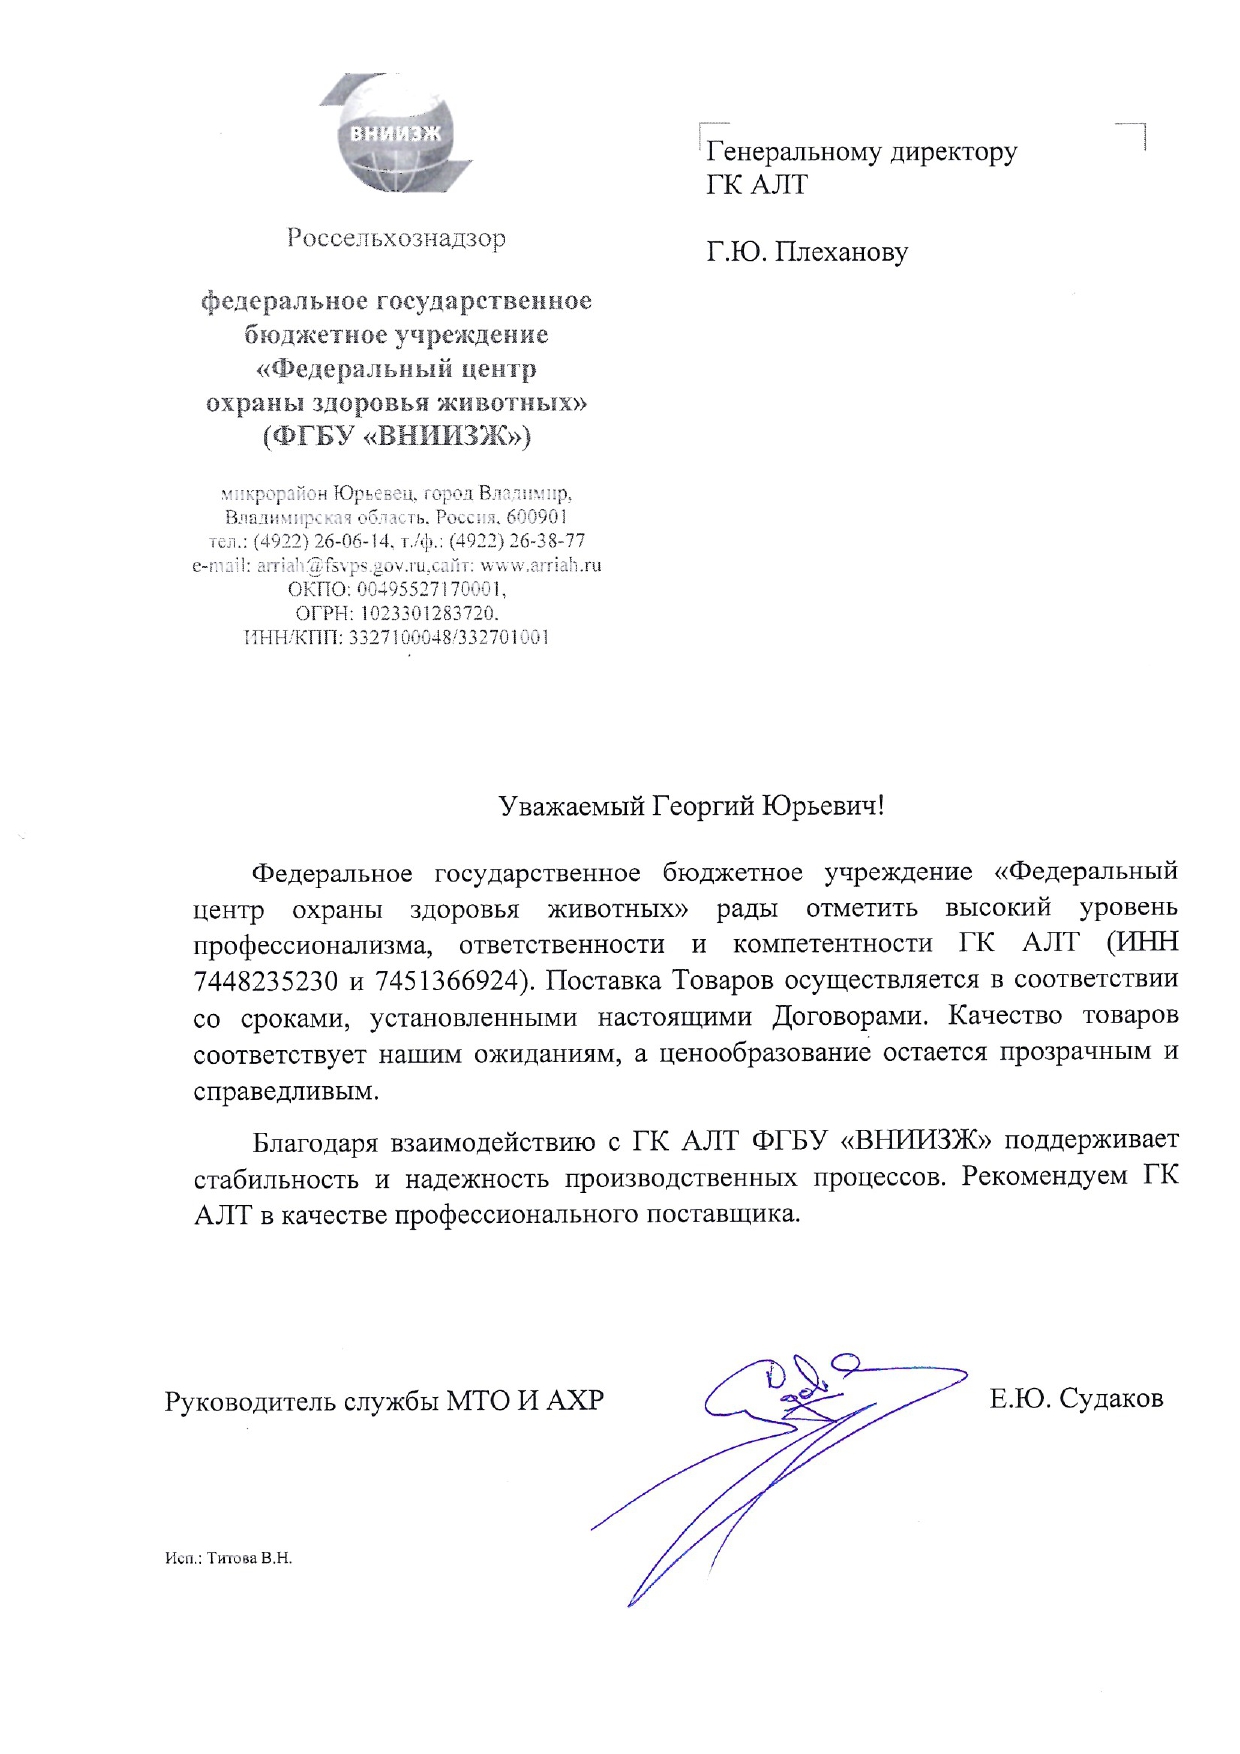 ВНИИЗЖ
Россельхознадзор
федеральное государственное
бюджетное учреждение
«Федеральный центр
охраны здоровья животных»
(ФГБУ «ВНИИЗЖ»)
микрорайон Юрьевец, город Владимир,
Владимирская область, Россия, 600901
тел.: (4922) 26-06-14, т./ф.: (4922) 26-38-77
e-mail: arriah@fsvps.gov.ru,сайт: www.arriah.ru
ОКПО: 00495527170001,
ОГРН: 1023301283720.
ИНН/КПП: 3327100048/332701001
Генеральному директору
ГК АЛТ
Г.Ю. Плеханову
Уважаемый Георгий Юрьевич!
Федеральное государственное бюджетное учреждение «Федеральный
центр охраны здоровья животных» рады отметить высокий уровень
профессионализма, ответственности и компетентности ГК АЛТ (ИНН
7448235230 и 7451366924). Поставка Товаров осуществляется в соответствии
со сроками, установленными настоящими Договорами. Качество товаров
соответствует нашим ожиданиям, а ценообразование остается прозрачным и
справедливым.
Благодаря взаимодействию с ГК АЛТ ФГБУ «ВНИИЗЖ» поддерживает
стабильность и надежность производственных процессов. Рекомендуем ГК
АЛТ в качестве профессионального поставщика.
Руководитель службы МТО И АХР
Е.Ю. Судаков
Исп.: Титова В.Н.